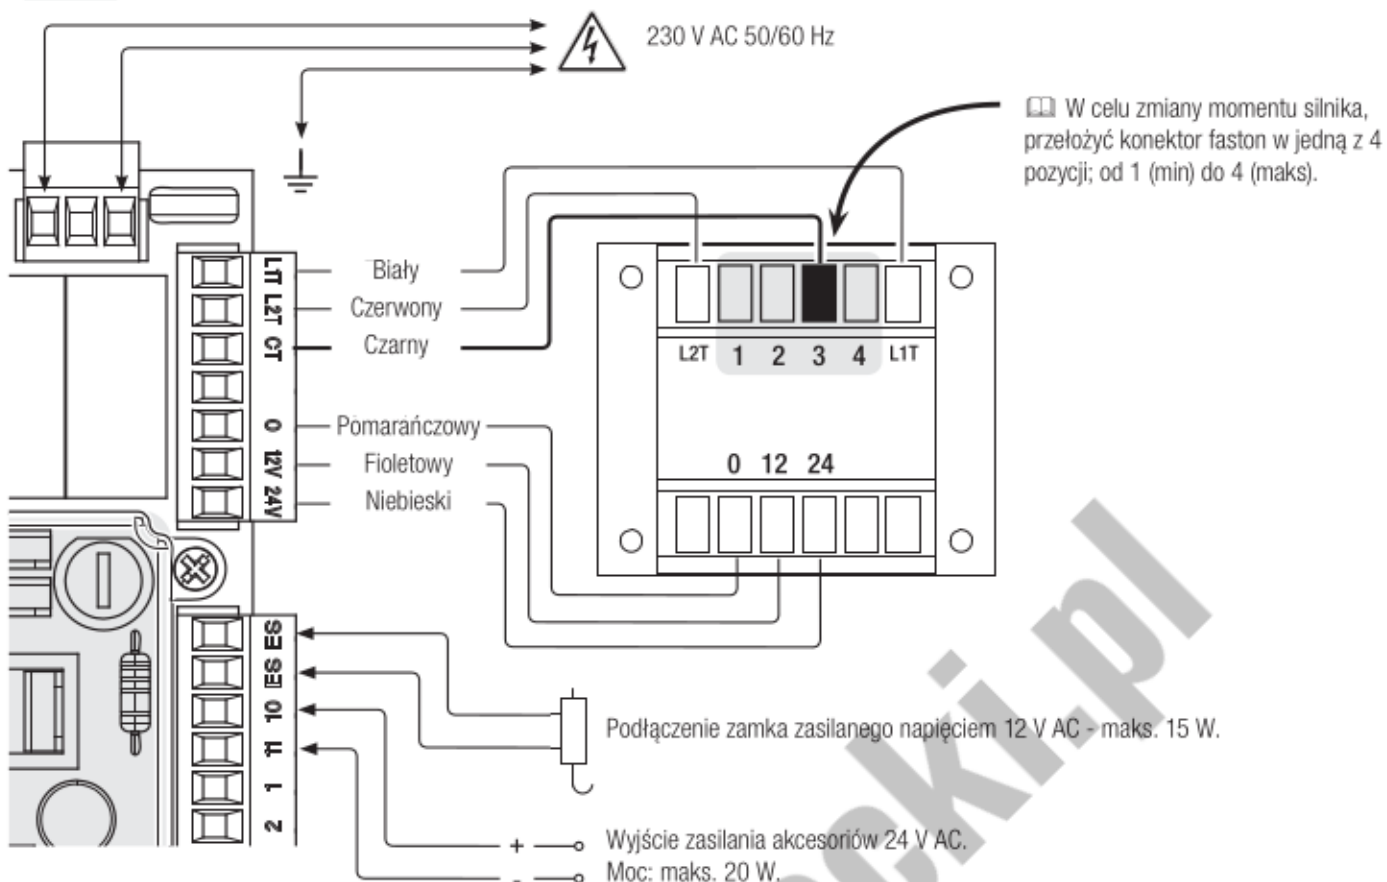 230 V AC 50/60 Hz
W celu zmiany momentu silnika,
przełożyć konektor faston w jedną z 4
pozycji; od 1 (min) do 4 (maks).
L1T
Biały
L2T
Czerwony
CT
Czarny
L2T 1 2 3 4 L1T
0
Pomarańczowy
12V
Fioletowy
24V
Niebieski
0 12 24
ES
ES
10
11
1
2
Podłączenie zamka zasilanego napięciem 12 V AC - maks. 15 W.
+
Wyjście zasilania akcesoriów 24 V AC.
-
Moc: maks. 20 W.
cki.pl